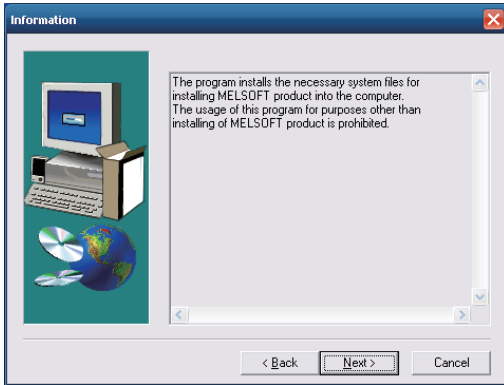 Information
The program installs the necessary system files for
installing MELSOFT product into the computer.
The usage of this program for purposes other than
installing of MELSOFT product is prohibited.
< Back
Next >
Cancel